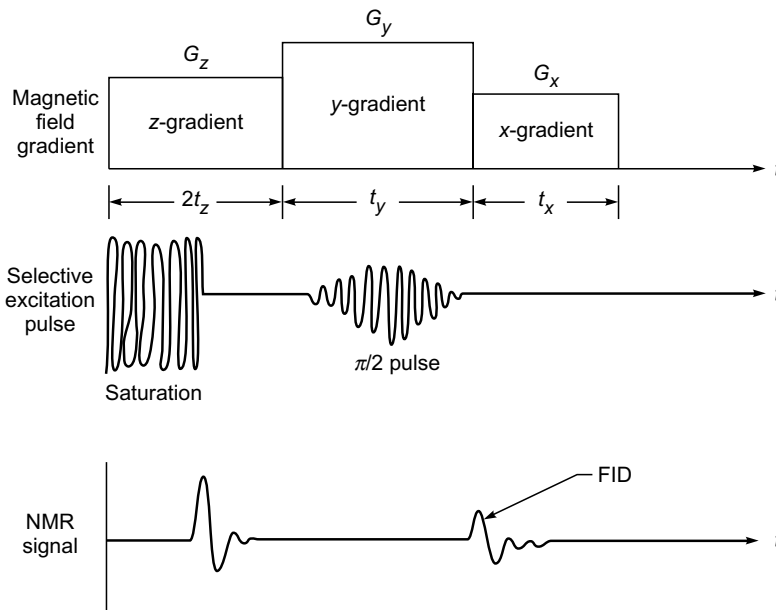 G_y
G_z
G_x
Magnetic
field
gradient
z-gradient
y-gradient
x-gradient
t
2t_z
t_y
t_x
Selective
excitation
pulse
t
π/2 pulse
Saturation
FID
NMR
signal
t